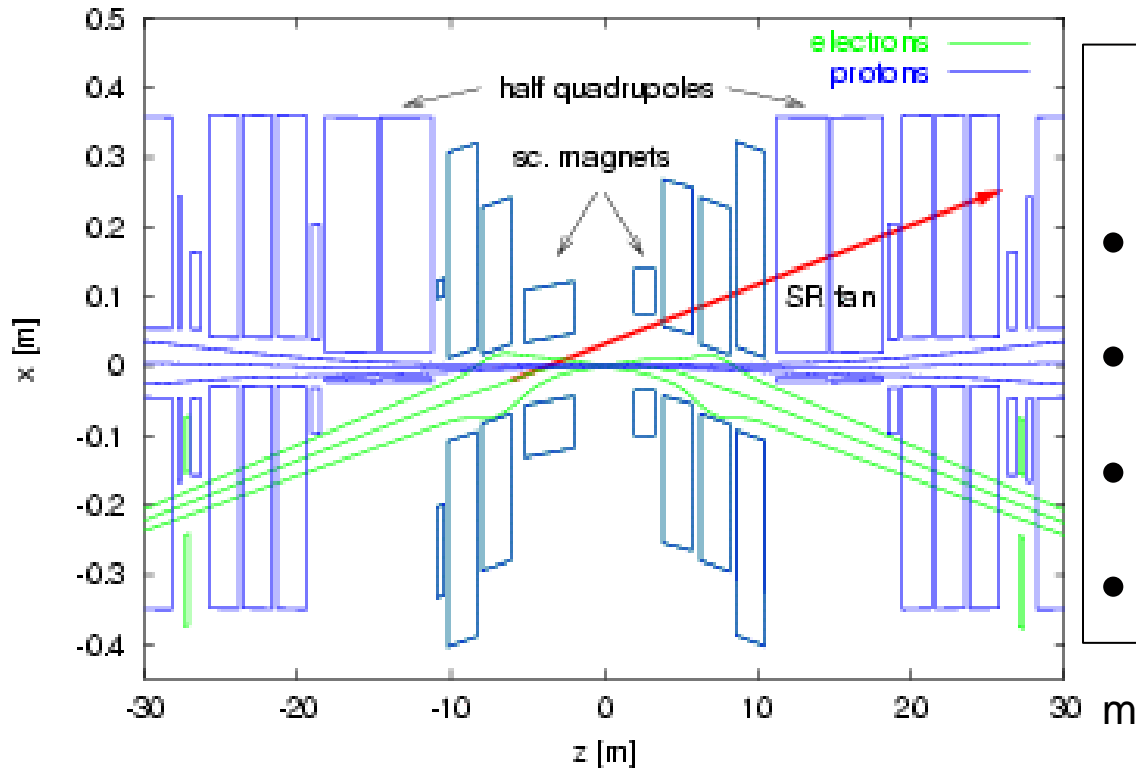 0.5
0.4
0.3
0.2
0.1
0
-0.1
-0.2
-0.3
-0.4
x [m]
electrons
protons
half quadrupoles
sc. magnets
SR fan
-30
-20
-10
0
10
20
30
z [m]
•
•
•
•
m